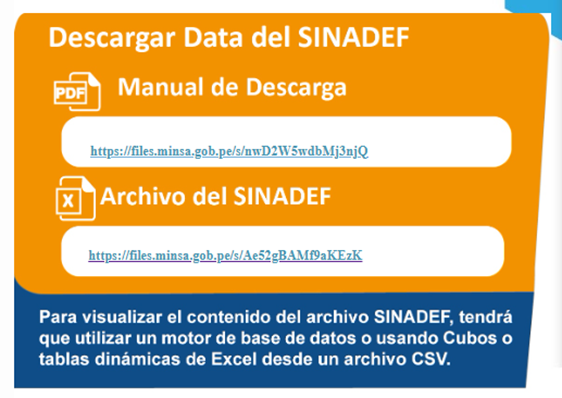 Descargar Data del SINADEF
PDF
Manual de Descarga
https://files.minsa.gob.pe/s/nwD2W5wdbMj3njQ
X
Archivo del SINADEF
https://files.minsa.gob.pe/s/Ae52gBAMf9aKEzK
Para visualizar el contenido del archivo SINADEF, tendrá
que utilizar un motor de base de datos o usando Cubos o
tablas dinámicas de Excel desde un archivo CSV.